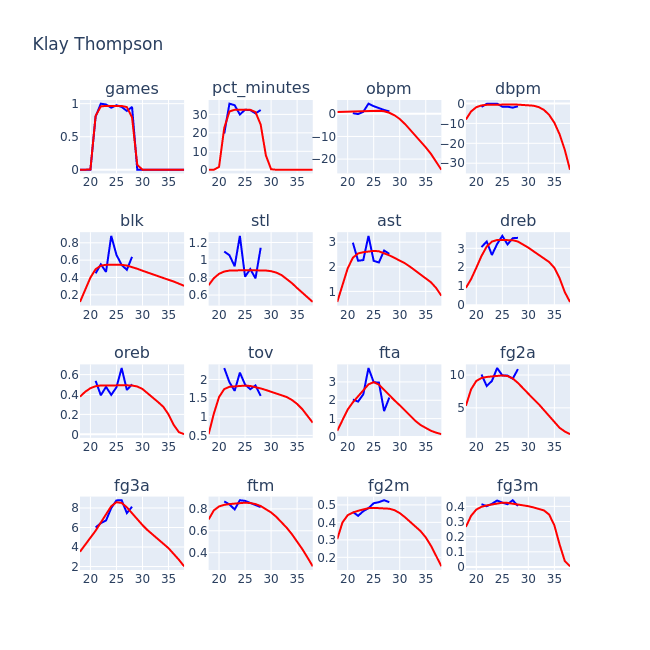 Klay Thompson
games
pct_minutes
obpm
dbpm
1
0.5
0
20 25 30 35
30
20
10
0
20 25 30 35
0
−10
−20
20 25 30 35
0
−10
−20
−30
20 25 30 35
blk
stl
ast
dreb
0.8
0.6
0.4
0.2
20 25 30 35
1.2
1
0.8
0.6
20 25 30 35
3
2
1
20 25 30 35
3
2
1
0
20 25 30 35
oreb
tov
fta
fg2a
0.6
0.4
0.2
0
20 25 30 35
2
1.5
1
0.5
20 25 30 35
3
2
1
0
20 25 30 35
10
5
20 25 30 35
fg3a
ftm
fg2m
fg3m
8
6
4
2
20 25 30 35
0.8
0.6
0.4
20 25 30 35
0.5
0.4
0.3
0.2
20 25 30 35
0.4
0.3
0.2
0.1
0
20 25 30 35